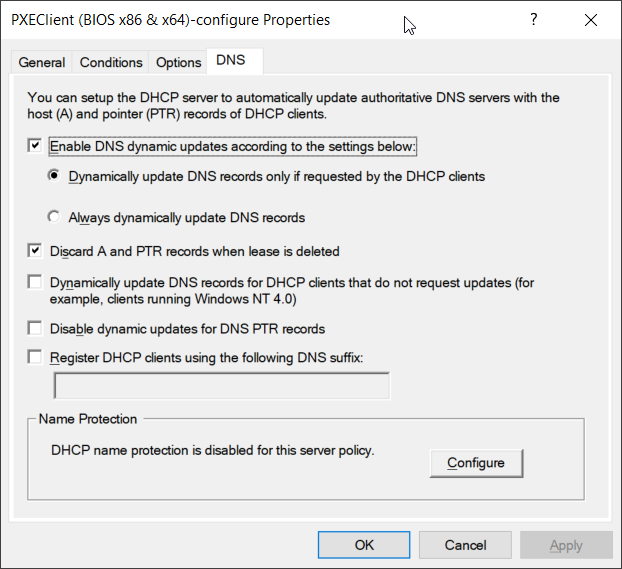 PXEClient (BIOS x86 & x64)-configure Properties
?
General
Conditions
Options
DNS
You can setup the DHCP server to automatically update authoritative DNS servers with the
host (A) and pointer (PTR) records of DHCP clients.
Enable DNS dynamic updates according to the settings below:
Dynamically update DNS records only if requested by the DHCP clients
Always dynamically update DNS records
Discard A and PTR records when lease is deleted
Dynamically update DNS records for DHCP clients that do not request updates (for
example, clients running Windows NT 4.0)
Disable dynamic updates for DNS PTR records
Register DHCP clients using the following DNS suffix:
Name Protection
DHCP name protection is disabled for this server policy.
Configure
OK
Cancel
Apply